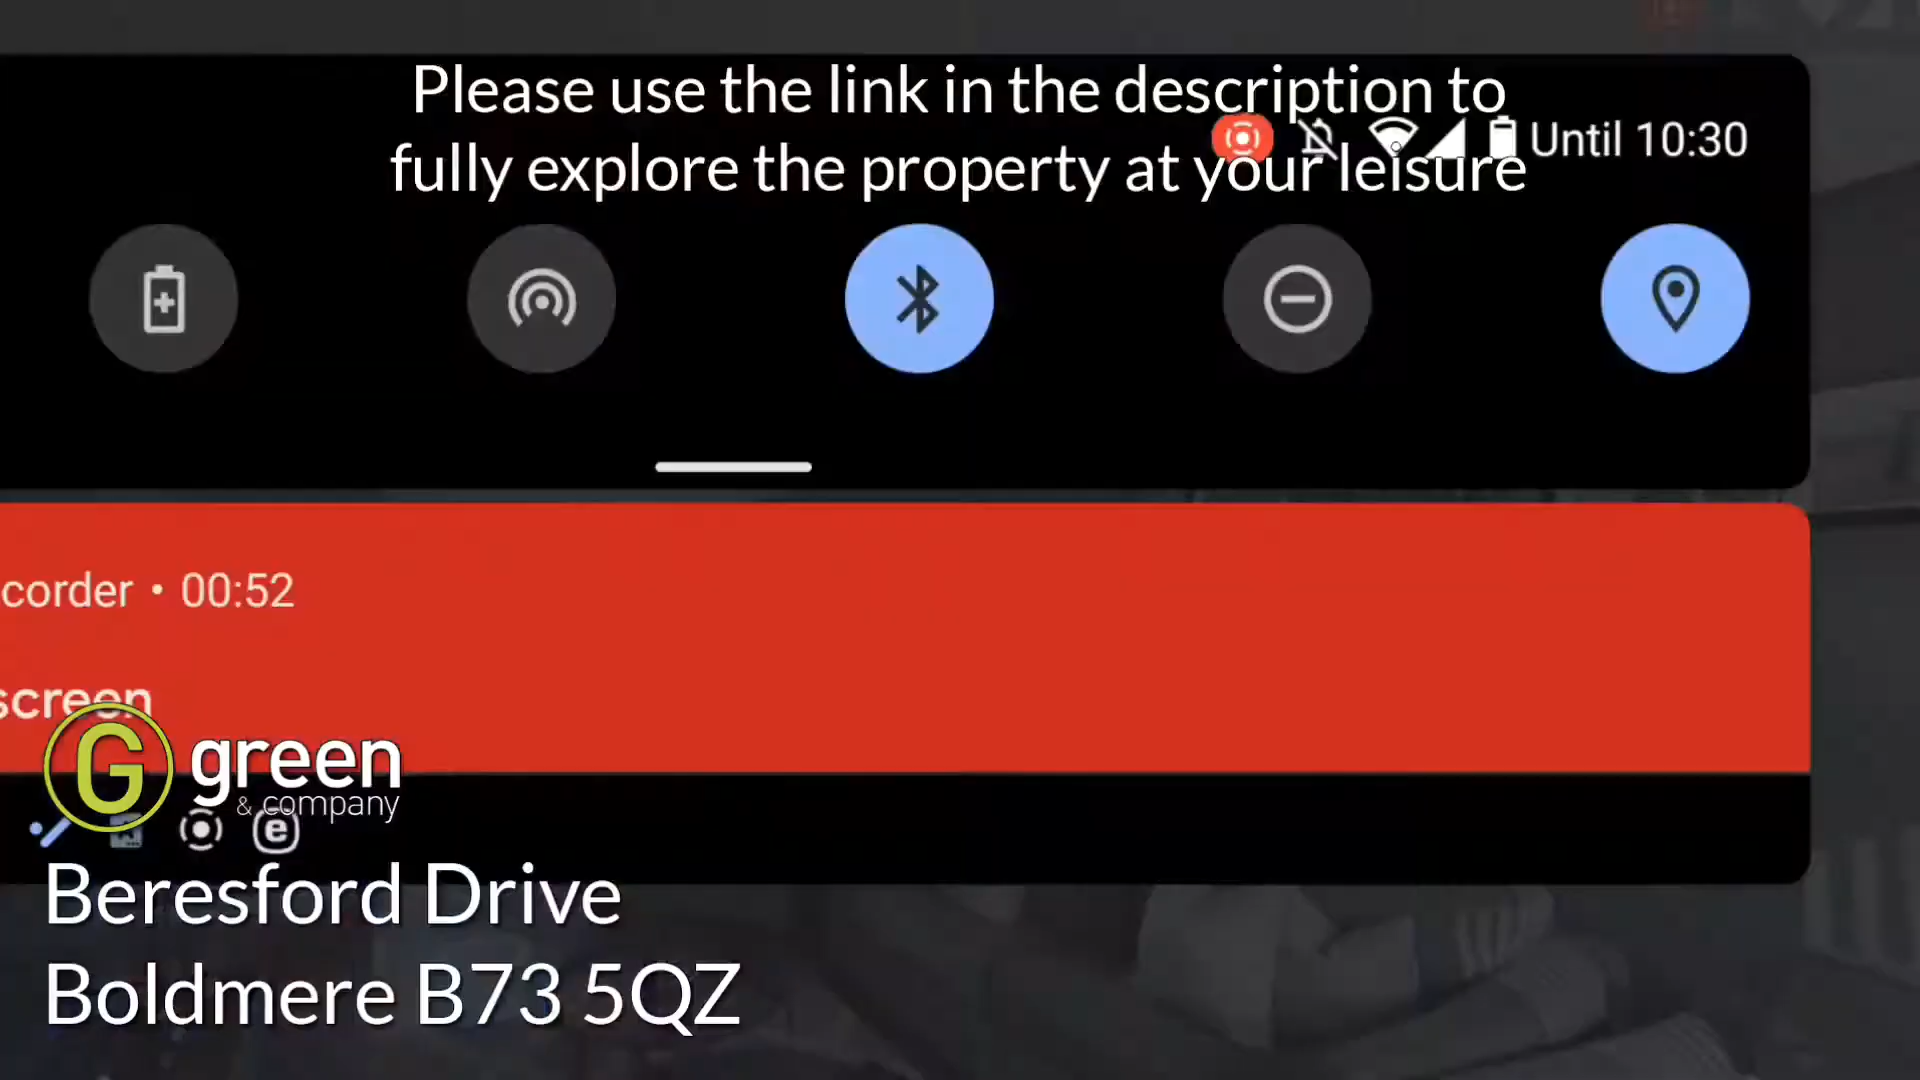 Please use the link in the description to
fully explore the property at your leisure
Until 10:30
corder • 00:52
screen
G green
& company
Beresford Drive
Boldmere B73 5QZ